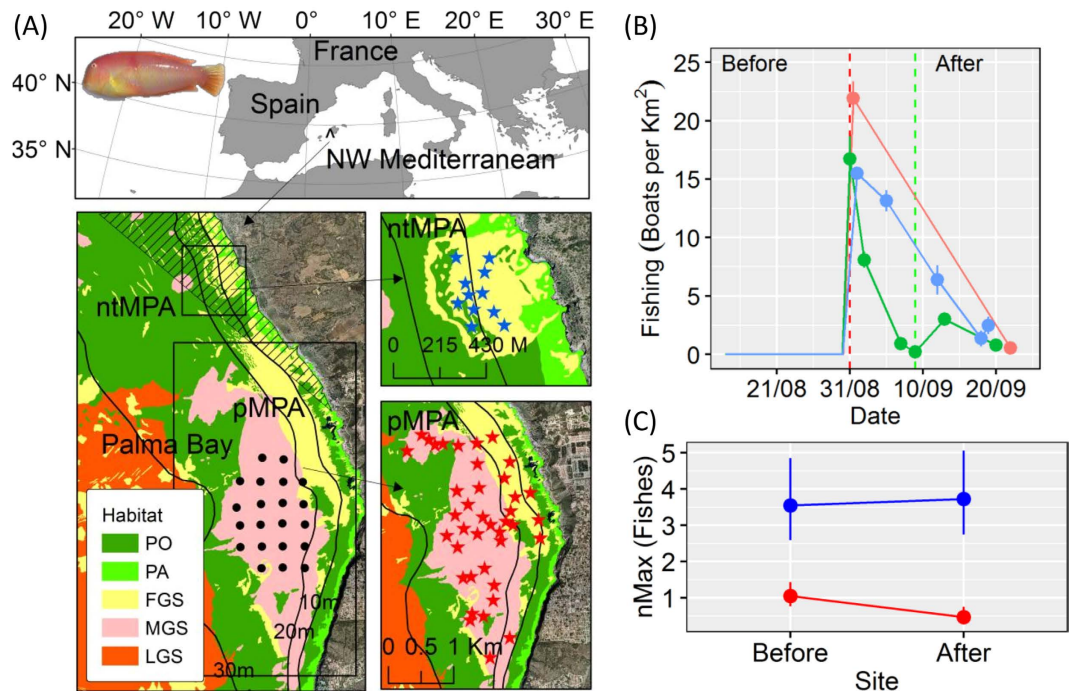 (A)
20° W 10° W 0° 10° E 20° E 30° E
40° N
35° N
France
Spain
NW Mediterranean
ntMPA
pMPA
Palma Bay
10m
20m
30m
Habitat
PO
PA
FGS
MGS
LGS
ntMPA
0 215 430 M
pMPA
0 0.5 1 Km
(B)
Fishing (Boats per Km²)
25
20
15
10
5
0
Before After
21/08 31/08 10/09 20/09
Date
(C)
nMax (Fishes)
5
4
3
2
1
Before After
Site